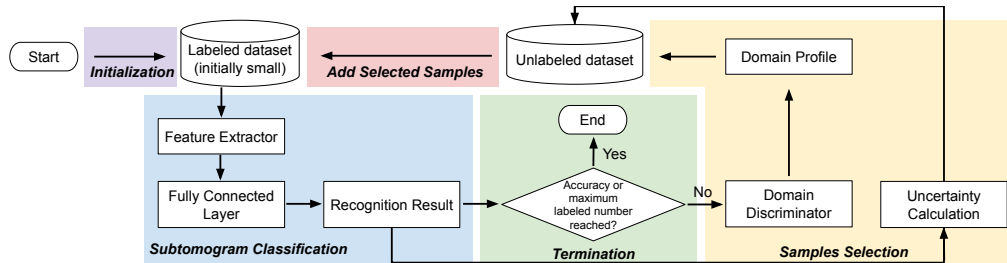 Start
Initialization
Labeled dataset
(initially small)
Add Selected Samples
Unlabeled dataset
Domain Profile
Feature Extractor
End
Yes
Fully Connected
Layer
Recognition Result
Accuracy or
maximum
labeled number
reached?
No
Domain
Discriminator
Uncertainty
Calculation
Subtomogram Classification
Termination
Samples Selection